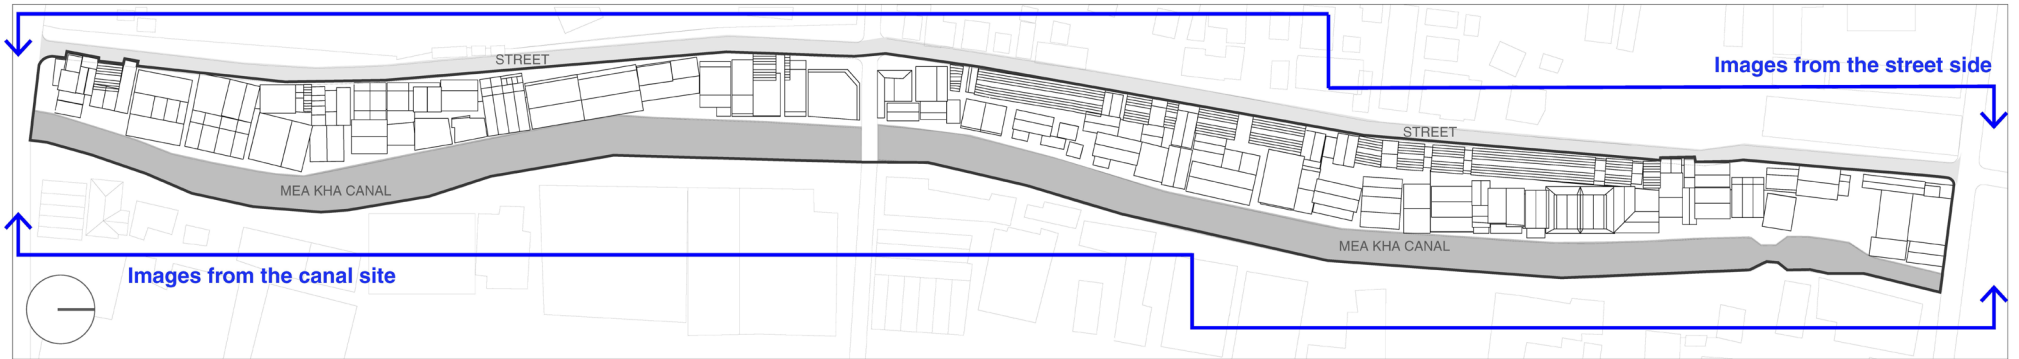 STREET
Images from the street side
STREET
MEA KHA CANAL
MEA KHA CANAL
Images from the canal site